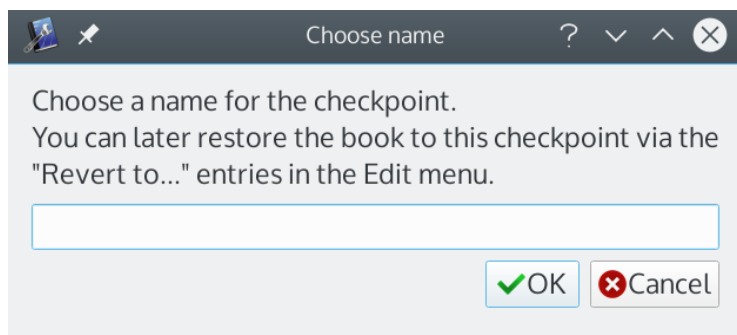 Choose name
Choose a name for the checkpoint.
You can later restore the book to this checkpoint via the
"Revert to..." entries in the Edit menu.
OK Cancel